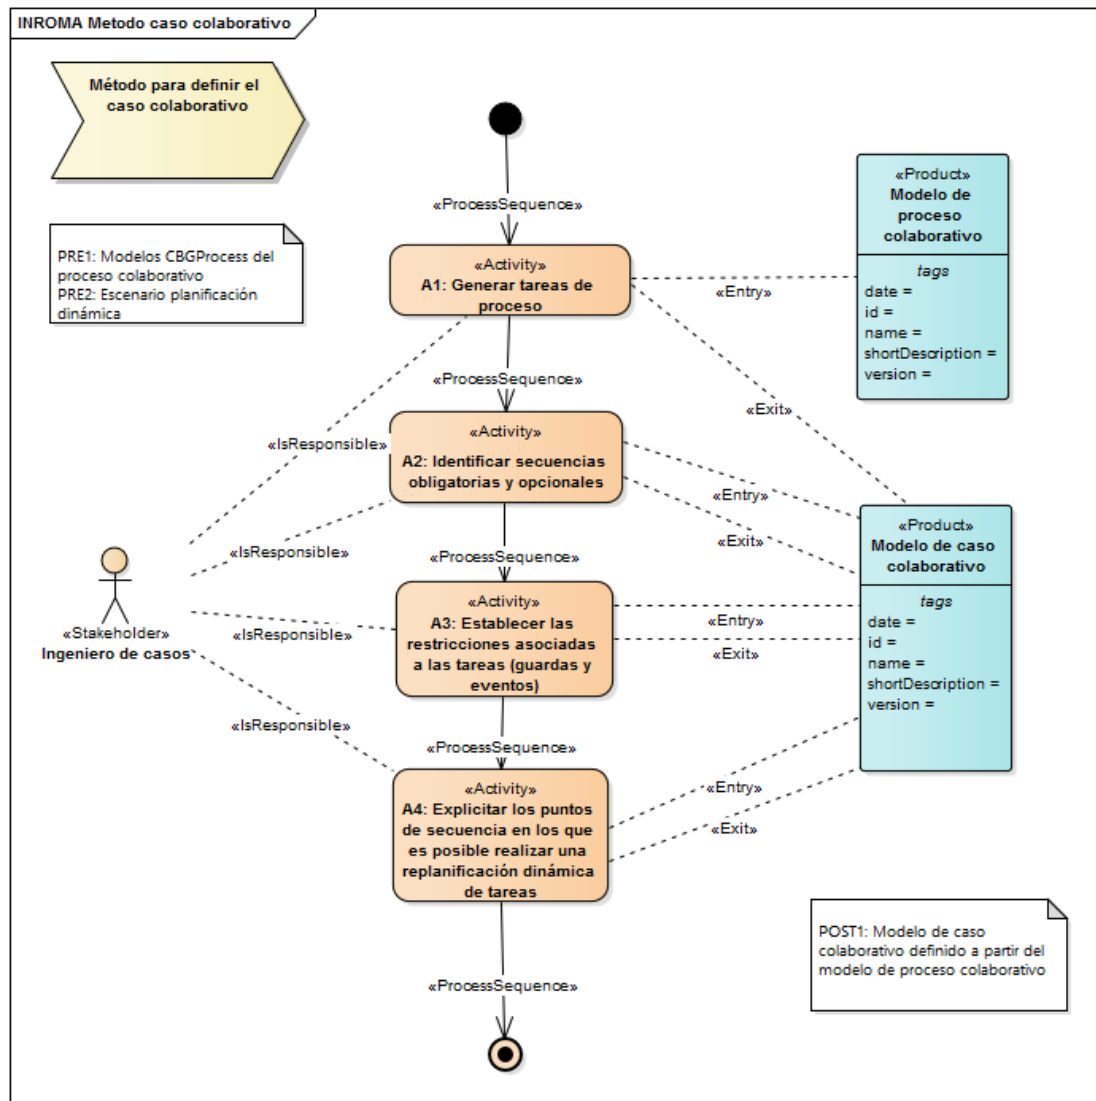 INROMA Metodo caso colaborativo
Método para definir el
caso colaborativo
PRE1: Modelos CBGProcess del
proceso colaborativo
PRE2: Escenario planificación
dinámica
«ProcessSequence»
«Activity»
A1: Generar tareas de
proceso
«Entry»
«Product»
Modelo de
proceso
colaborativo
tags
date =
id =
name =
shortDescription =
version =
«ProcessSequence»
«Exit»
«IsResponsible»
«Activity»
A2: Identificar secuencias
obligatorias y opcionales
«Entry»
«Exit»
«IsResponsible»
«ProcessSequence»
«Product»
Modelo de caso
colaborativo
tags
date =
id =
name =
shortDescription =
version =
«Stakeholder»
Ingeniero de casos
«IsResponsible»
«Activity»
A3: Establecer las
restricciones asociadas
a las tareas (guardas y
eventos)
«Entry»
«Exit»
«IsResponsible»
«ProcessSequence»
«Activity»
A4: Explicitar los puntos
de secuencia en los que
es posible realizar una
replanificación dinámica
de tareas
«Entry»
«Exit»
POST1: Modelo de caso
colaborativo definido a partir del
modelo de proceso colaborativo
«ProcessSequence»